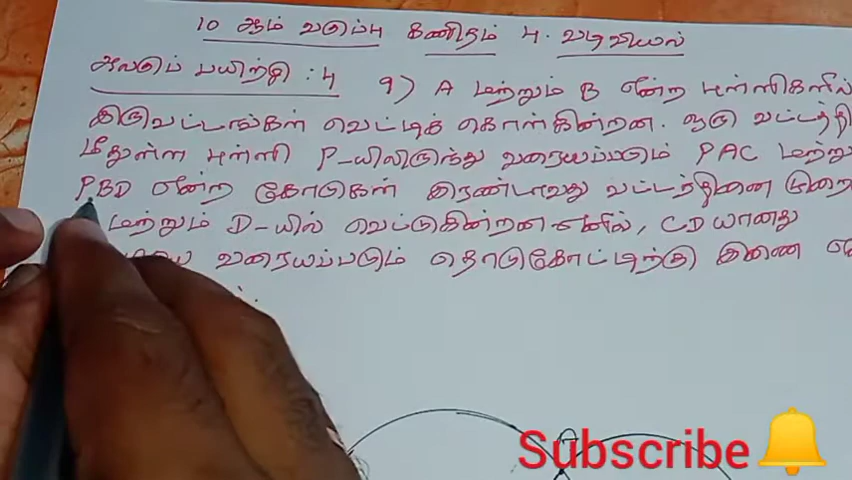 10 ஆம் வகுப்பு கணிதம் 4. வடிவியல்
அலகுப் பயிற்சி : 4 9) A மற்றும் B என்ற புள்ளிகளில்
இருவட்டங்கள் வெட்டிக் கொள்கின்றன. ஒரு வட்டத்தி
மீதுள்ள புள்ளி P-யிலிருந்து வரையப்படும் PAC மற்று
PBD என்ற கோடுகள் இரண்டாவது வட்டத்தினை முறை
மற்றும் D-யில் வெட்டுகின்றன எனில், CD யானது
வரையப்படும் தொடுகோட்டிற்கு இணை
A
Subscribe